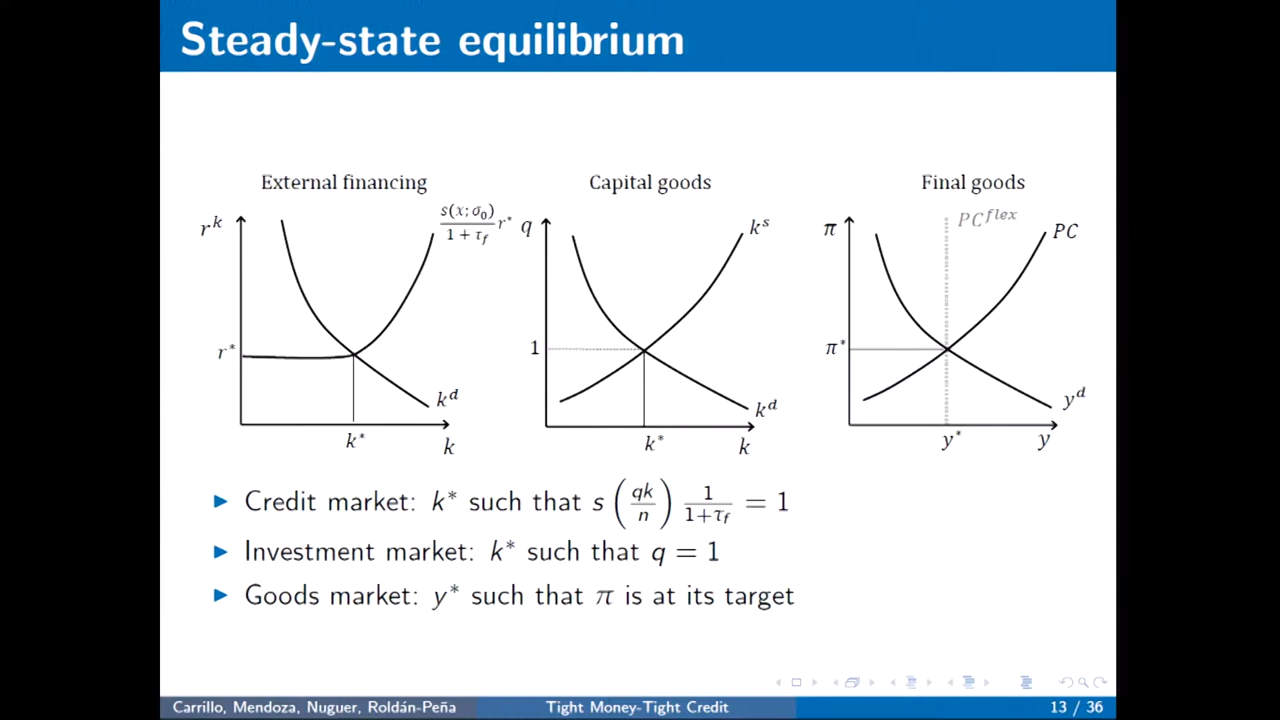 Steady-state equilibrium
External financing
r^k
s(χ; σ_0) / (1 + τ_f) r*
r*
k^d
k*
k
Capital goods
q
k^s
1
k^d
k*
k
Final goods
π
PC^flex
PC
π*
y^d
y*
y
▶ Credit market: k* such that s(qk/n) 1/(1+τ_f) = 1
▶ Investment market: k* such that q = 1
▶ Goods market: y* such that π is at its target
Carrillo, Mendoza, Nuguer, Roldán-Peña
Tight Money-Tight Credit
13 / 36